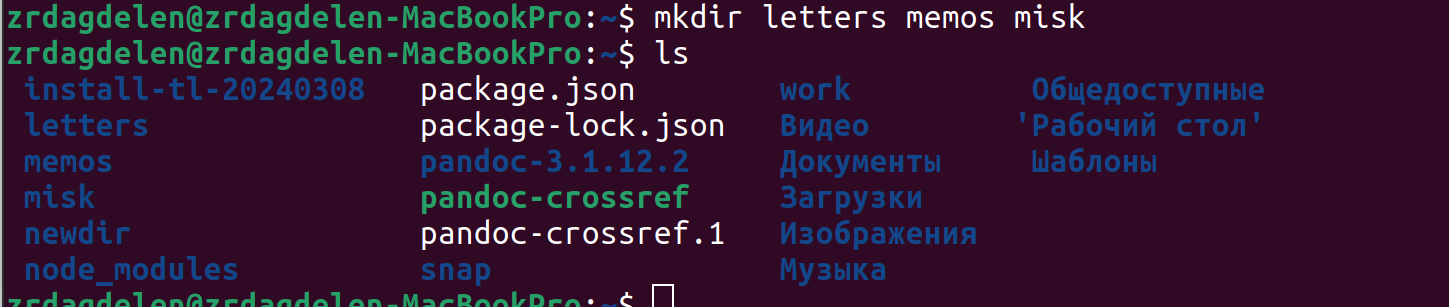 zrdagdelen@zrdagdelen-MacBookPro:~$ mkdir letters memos misk
zrdagdelen@zrdagdelen-MacBookPro:~$ ls
install-tl-20240308 package.json work Общедоступные
letters package-lock.json Видео 'Рабочий стол'
memos pandoc-3.1.12.2 Документы Шаблоны
misk pandoc-crossref Загрузки
newdir pandoc-crossref.1 Изображения
node_modules snap Музыка
zrdagdelen@zrdagdelen-MacBookPro:~$